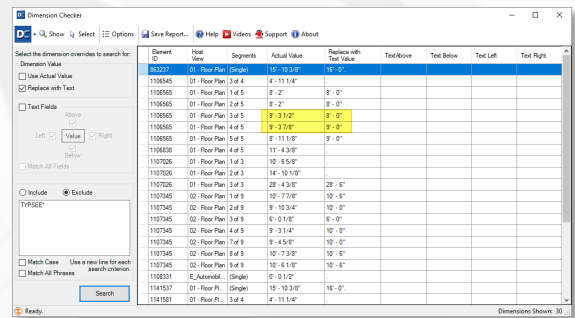 Dimension Checker
DC Show Select Options Save Report... Help Videos Support About
Select the dimension overrides to search for:
Dimension Value
Use Actual Value
Replace with Text
Text Fields
Above
Left Value Right
Below
Match All Fields
Include Exclude
TYPSEE*
Match Case Use a new line for each search criterion.
Match All Phrases
Search
Element ID Host View Segments Actual Value Replace with Text Value TextAbove Text Below Text Left Text Right
863237 01 - Floor Plan (Single) 15' - 10 3/8" 16' - 0".
1106545 01 - Floor Plan 3 of 4 4' - 11 1/4" .
1106565 01 - Floor Plan 1 of 5 8' - 2" 8' - 0"
1106565 01 - Floor Plan 2 of 5 8' - 2" 8' - 0"
1106565 01 - Floor Plan 3 of 5 9' - 3 1/2" 8' - 0"
1106565 01 - Floor Plan 4 of 5 9' - 3 7/8" 9' - 0"
1106565 01 - Floor Plan 5 of 5 8' - 11 1/8" 9' - 0"
1106838 01 - Floor Plan 4 of 5 11' - 4 3/8" .
1107026 01 - Floor Plan 1 of 3 10' - 6 5/8" .
1107026 01 - Floor Plan 2 of 3 14' - 10 1/8" .
1107026 01 - Floor Plan 3 of 3 28' - 4 3/8" 28' - 6"
1107345 02 - Floor Plan 1 of 9 10' - 7 7/8" 10' - 6"
1107345 02 - Floor Plan 2 of 9 9' - 10 3/4" 10' - 6"
1107345 02 - Floor Plan 3 of 9 6' - 0 1/8" 6' - 0"
1107345 02 - Floor Plan 4 of 9 9' - 3 1/4" 10' - 0"
1107345 02 - Floor Plan 7 of 9 9' - 4 5/8" 10' - 0"
1107345 02 - Floor Plan 8 of 9 10' - 7 3/8" 10' - 6"
1107345 02 - Floor Plan 9 of 9 10' - 6 1/8" 10' - 6"
1108331 E_Automobil... (Single) 0' - 0 1/2" .
1141537 01 - Floor Pl... (Single) 15' - 10 3/8" 16' - 0".
1141581 01 - Floor Pl... 3 of 4 4' - 11 1/4" .
Ready. Dimensions Shown: 30